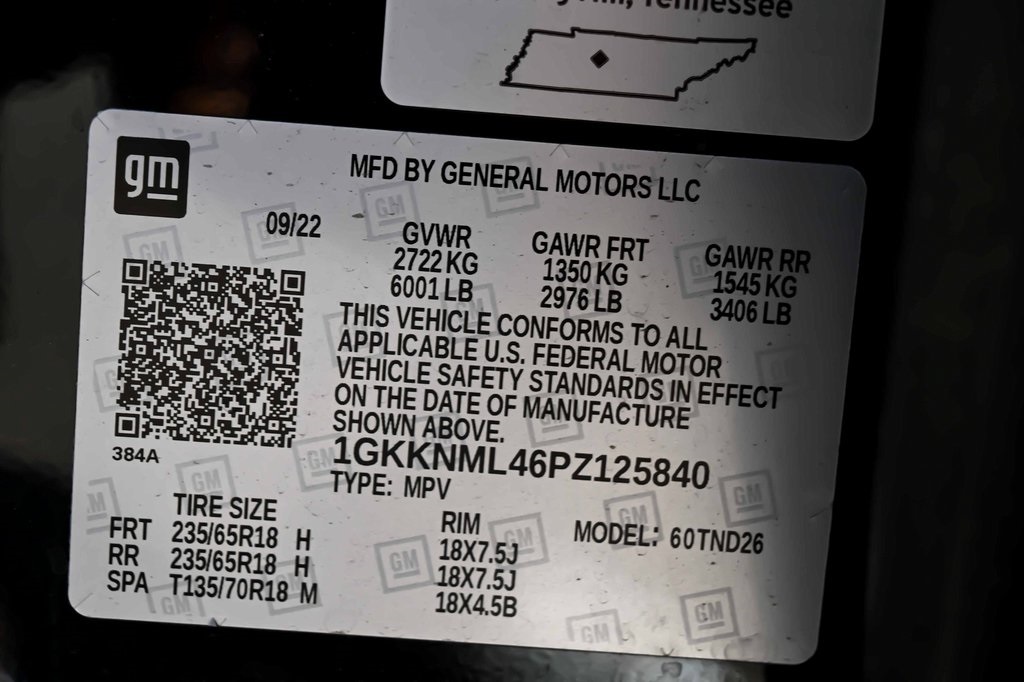 Tennessee
gm
MFD BY GENERAL MOTORS LLC
09/22
GVWR
2722 KG
6001 LB
GAWR FRT
1350 KG
2976 LB
GAWR RR
1545 KG
3406 LB
THIS VEHICLE CONFORMS TO ALL
APPLICABLE U.S. FEDERAL MOTOR
VEHICLE SAFETY STANDARDS IN EFFECT
ON THE DATE OF MANUFACTURE
SHOWN ABOVE.
1GKKNML46PZ125840
TYPE: MPV
384A
TIRE SIZE
FRT 235/65R18 H
RR 235/65R18 H
SPA T135/70R18 M
RIM
18X7.5J
18X7.5J
18X4.5B
MODEL: 60TND26